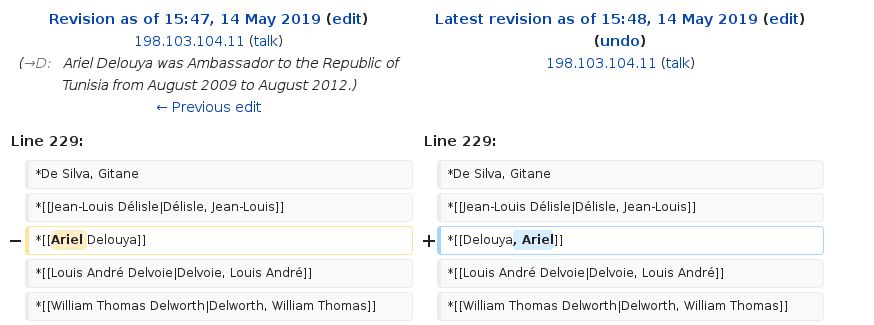 Revision as of 15:47, 14 May 2019 (edit)
198.103.104.11 (talk)
(→D: Ariel Delouya was Ambassador to the Republic of
Tunisia from August 2009 to August 2012.)
← Previous edit
Latest revision as of 15:48, 14 May 2019 (edit)
(undo)
198.103.104.11 (talk)
Line 229:
Line 229:
*De Silva, Gitane
*De Silva, Gitane
*[[Jean-Louis Délisle|Délisle, Jean-Louis]]
*[[Jean-Louis Délisle|Délisle, Jean-Louis]]
− *[[Ariel Delouya]]
+ *[[Delouya, Ariel]]
*[[Louis André Delvoie|Delvoie, Louis André]]
*[[Louis André Delvoie|Delvoie, Louis André]]
*[[William Thomas Delworth|Delworth, William Thomas]]
*[[William Thomas Delworth|Delworth, William Thomas]]